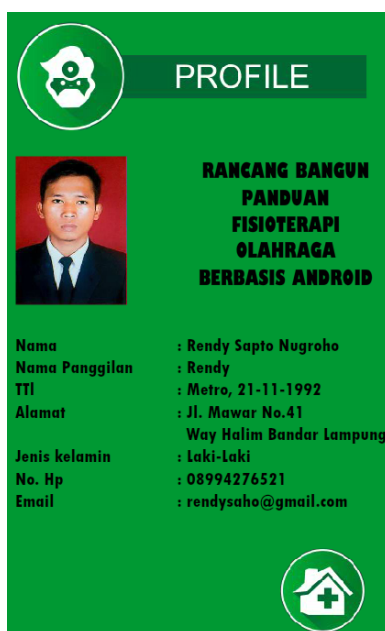 PROFILE
RANCANG BANGUN
PANDUAN
FISIOTERAPI
OLAHRAGA
BERBASIS ANDROID
Nama : Rendy Sapto Nugroho
Nama Panggilan : Rendy
TTl : Metro, 21-11-1992
Alamat : Jl. Mawar No.41
Way Halim Bandar Lampung
Jenis kelamin : Laki-Laki
No. Hp : 08994276521
Email : rendysaho@gmail.com